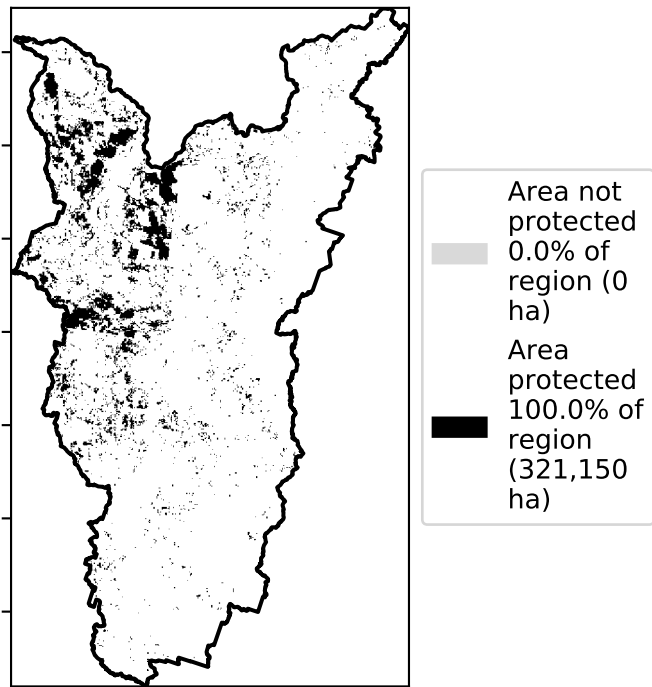 Area not
protected
0.0% of
region (0
ha)
Area
protected
100.0% of
region
(321,150
ha)